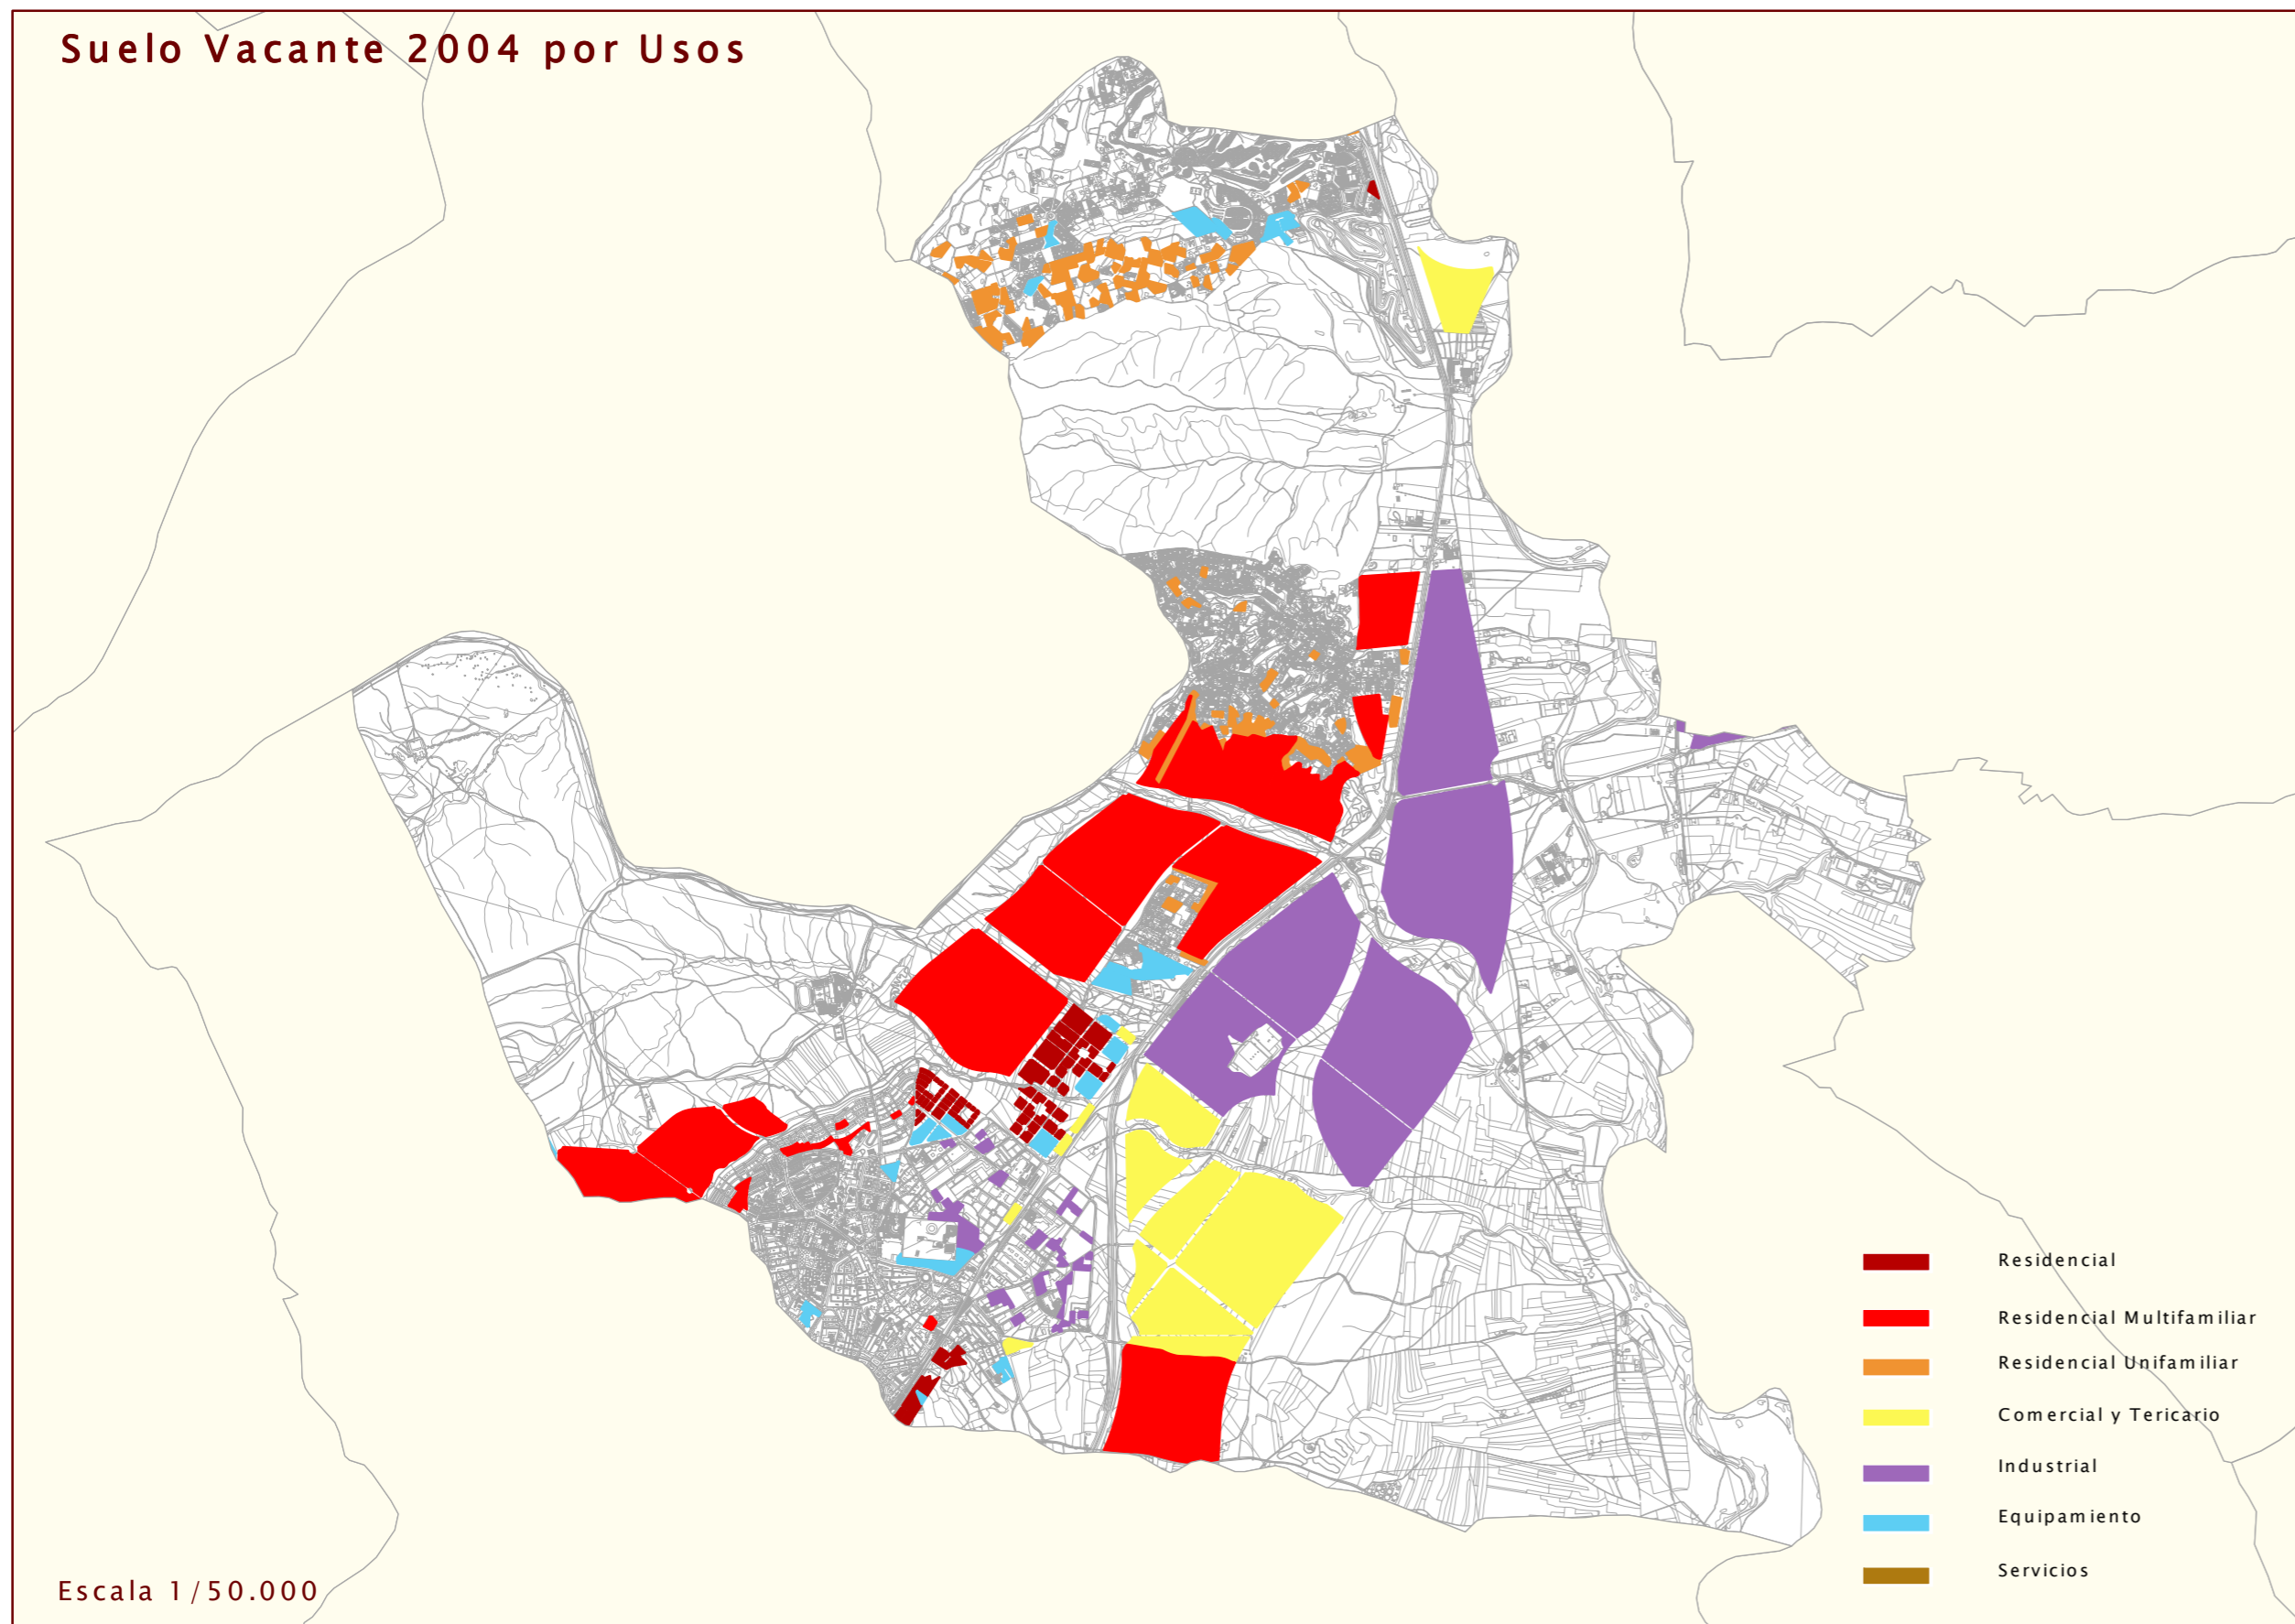 Suelo Vacante 2004 por Usos
Residencial
Residencial Multifamiliar
Residencial Unifamiliar
Comercial y Tericario
Industrial
Equipamiento
Servicios
Escala 1/50.000